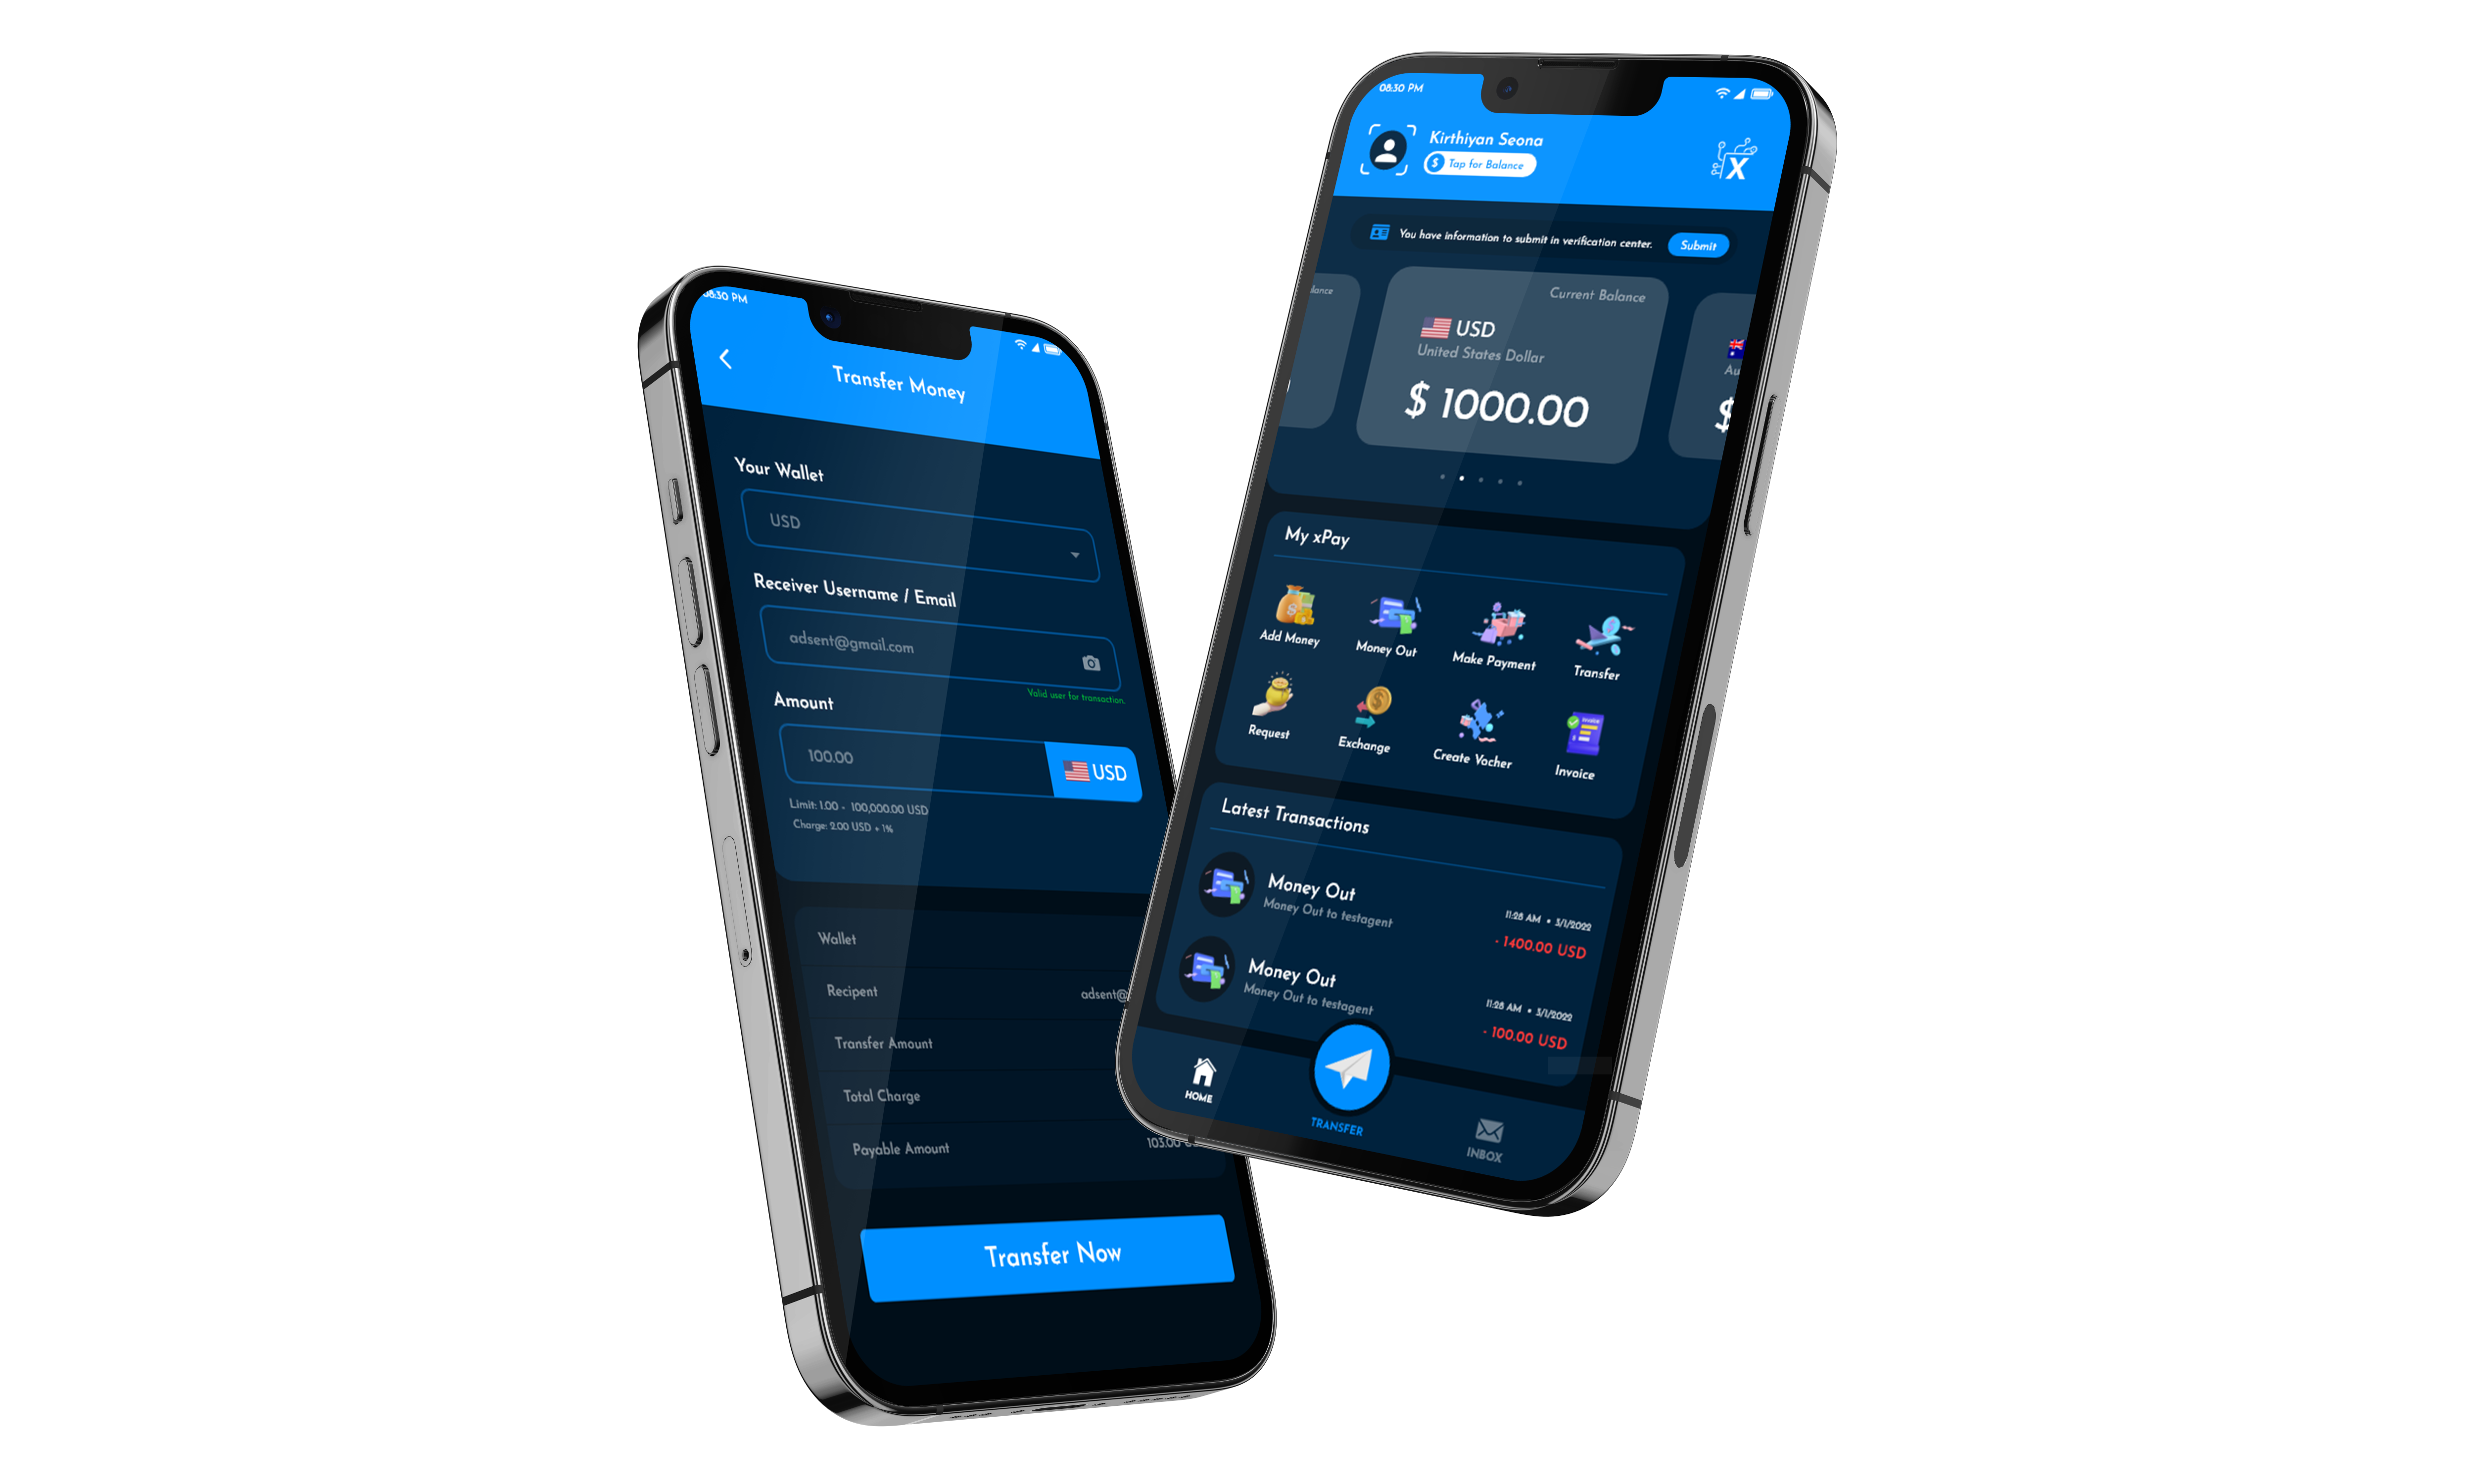 08:30 PM
Transfer Money
Your Wallet
USD
Receiver Username / Email
adsent@gmail.com
Valid user for transaction.
Amount
100.00
USD
Limit: 1.00 - 100,000.00 USD
Charge: 2.00 USD + 1%
Wallet
Recipent
adsent@
Transfer Amount
Total Charge
Payable Amount
103.00
Transfer Now
08:30 PM
Kirthiyan Seona
$ Tap for Balance
X
You have information to submit in verification center.
Submit
Current Balance
USD
United States Dollar
$ 1000.00
Au
$
My xPay
Add Money
Money Out
Make Payment
Transfer
Request
Exchange
Create Vocher
Invoice
Latest Transactions
Money Out
Money Out to testagent
11:28 AM • 3/1/2022
- 1400.00 USD
Money Out
Money Out to testagent
11:28 AM • 3/1/2022
- 100.00 USD
HOME
TRANSFER
INBOX